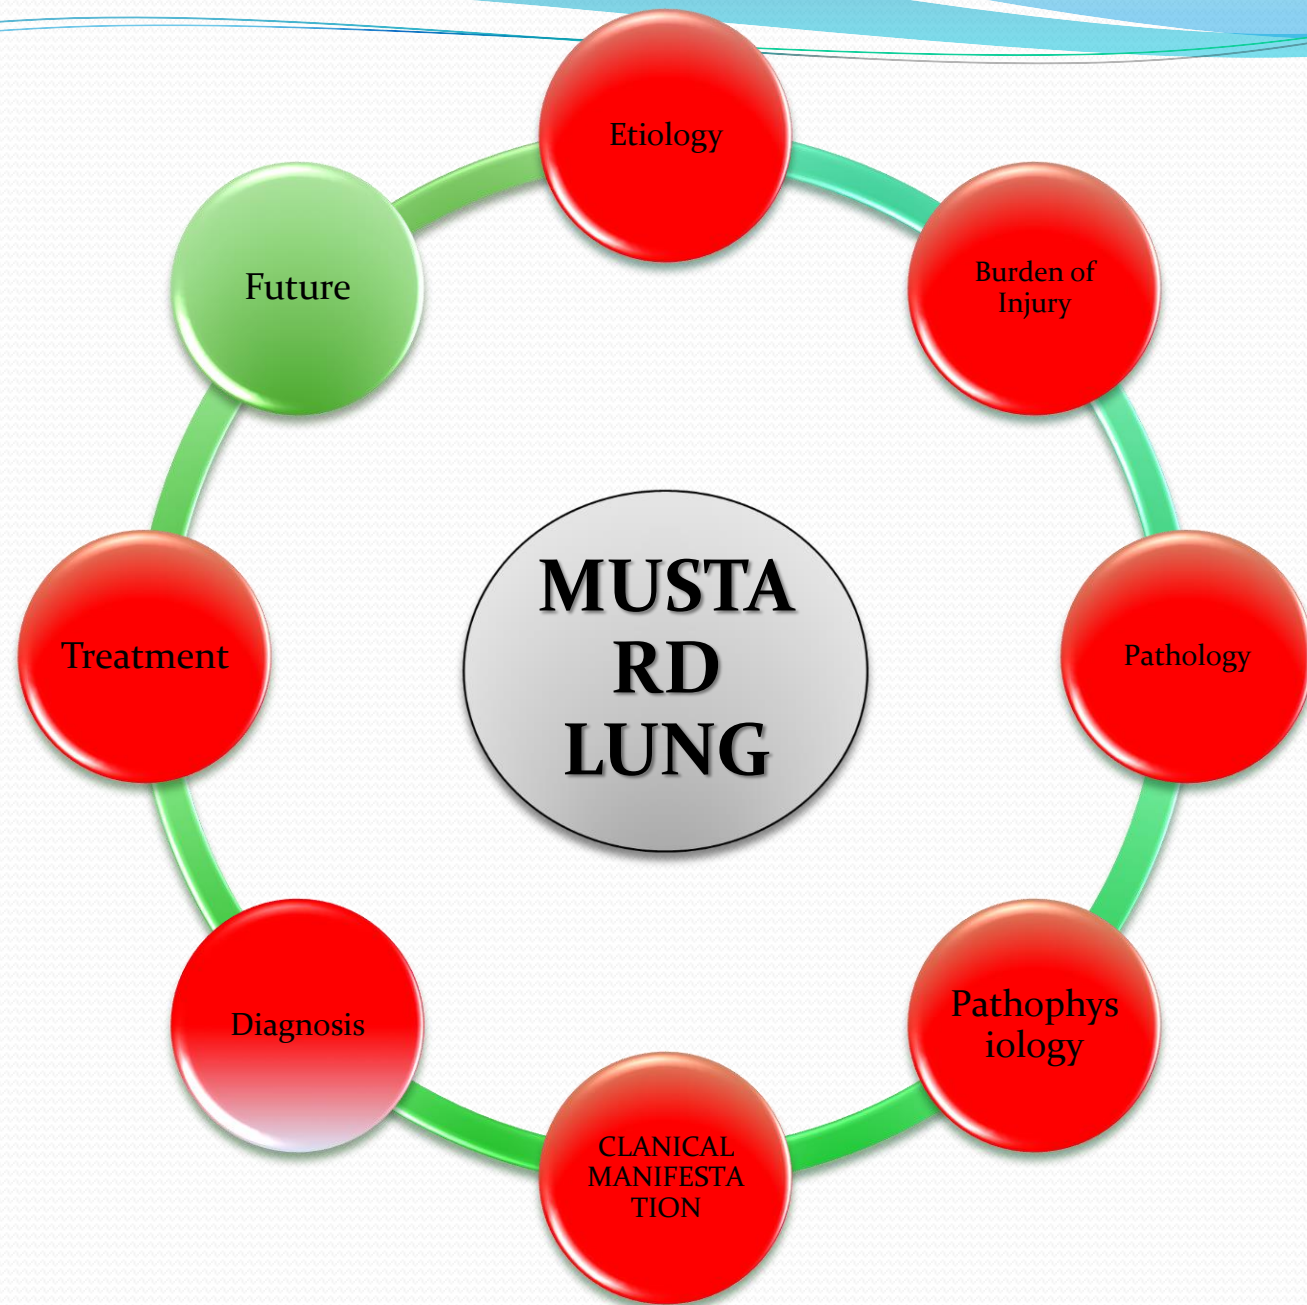 Etiology
Burden of
Injury
Pathology
Pathophys
iology
CLANICAL
MANIFESTA
TION
Diagnosis
Treatment
Future
MUSTA
RD
LUNG